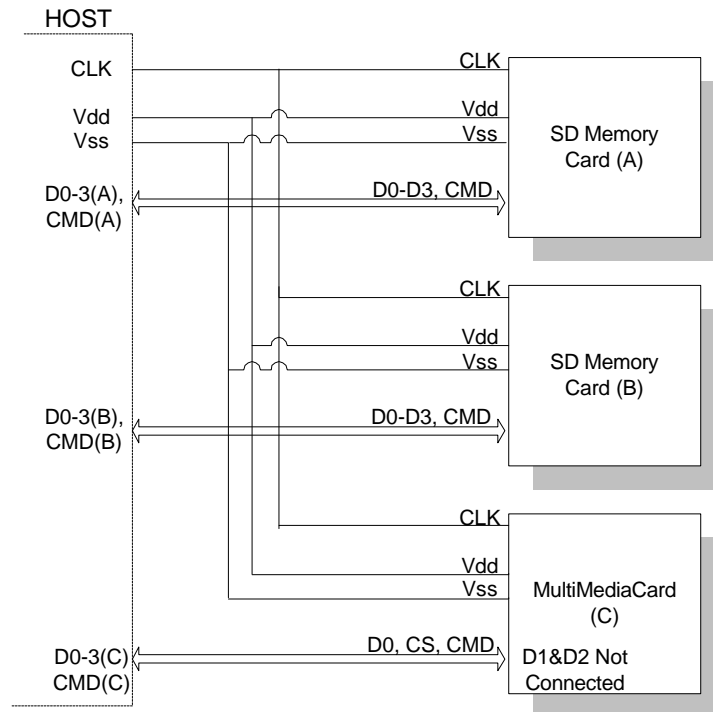 HOST
CLK
CLK
Vdd
Vdd
Vss
Vss
SD Memory
Card (A)
D0-3(A),
CMD(A)
D0-D3, CMD
CLK
Vdd
Vss
SD Memory
Card (B)
D0-3(B),
CMD(B)
D0-D3, CMD
CLK
Vdd
Vss
MultiMediaCard
(C)
D0-3(C)
CMD(C)
D0, CS, CMD
D1&D2 Not
Connected